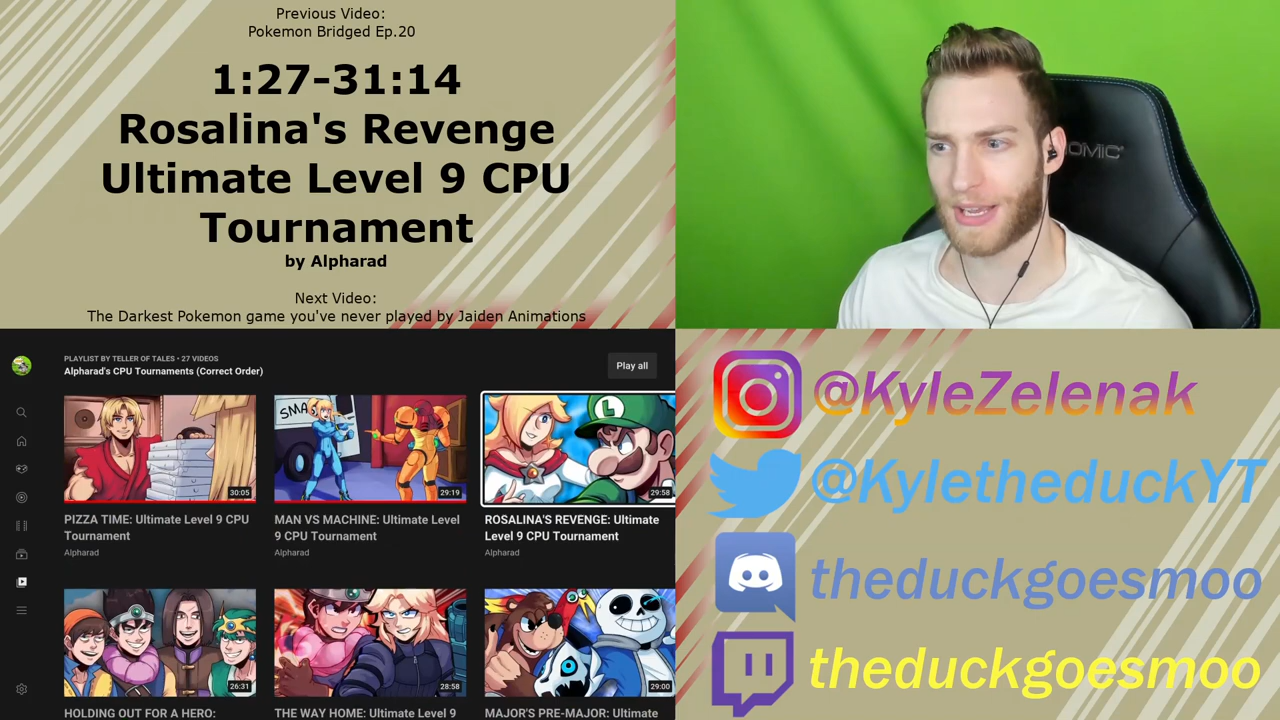 Previous Video:
Pokemon Bridged Ep.20
1:27-31:14
Rosalina's Revenge
Ultimate Level 9 CPU
Tournament
by Alpharad
Next Video:
The Darkest Pokemon game you've never played by Jaiden Animations
OMIC
PLAYLIST BY TELLER OF TALES • 27 VIDEOS
Alpharad's CPU Tournaments (Correct Order)
Play all
SMA
L
30:05
29:19
29:58
PIZZA TIME: Ultimate Level 9 CPU
Tournament
Alpharad
MAN VS MACHINE: Ultimate Level
9 CPU Tournament
Alpharad
ROSALINA'S REVENGE: Ultimate
Level 9 CPU Tournament
Alpharad
26:31
28:58
29:00
HOLDING OUT FOR A HERO:
THE WAY HOME: Ultimate Level 9
MAJOR'S PRE-MAJOR: Ultimate
@KyleZelenak
@KyletheduckYT
theduckgoesmoo
theduckgoesmoo